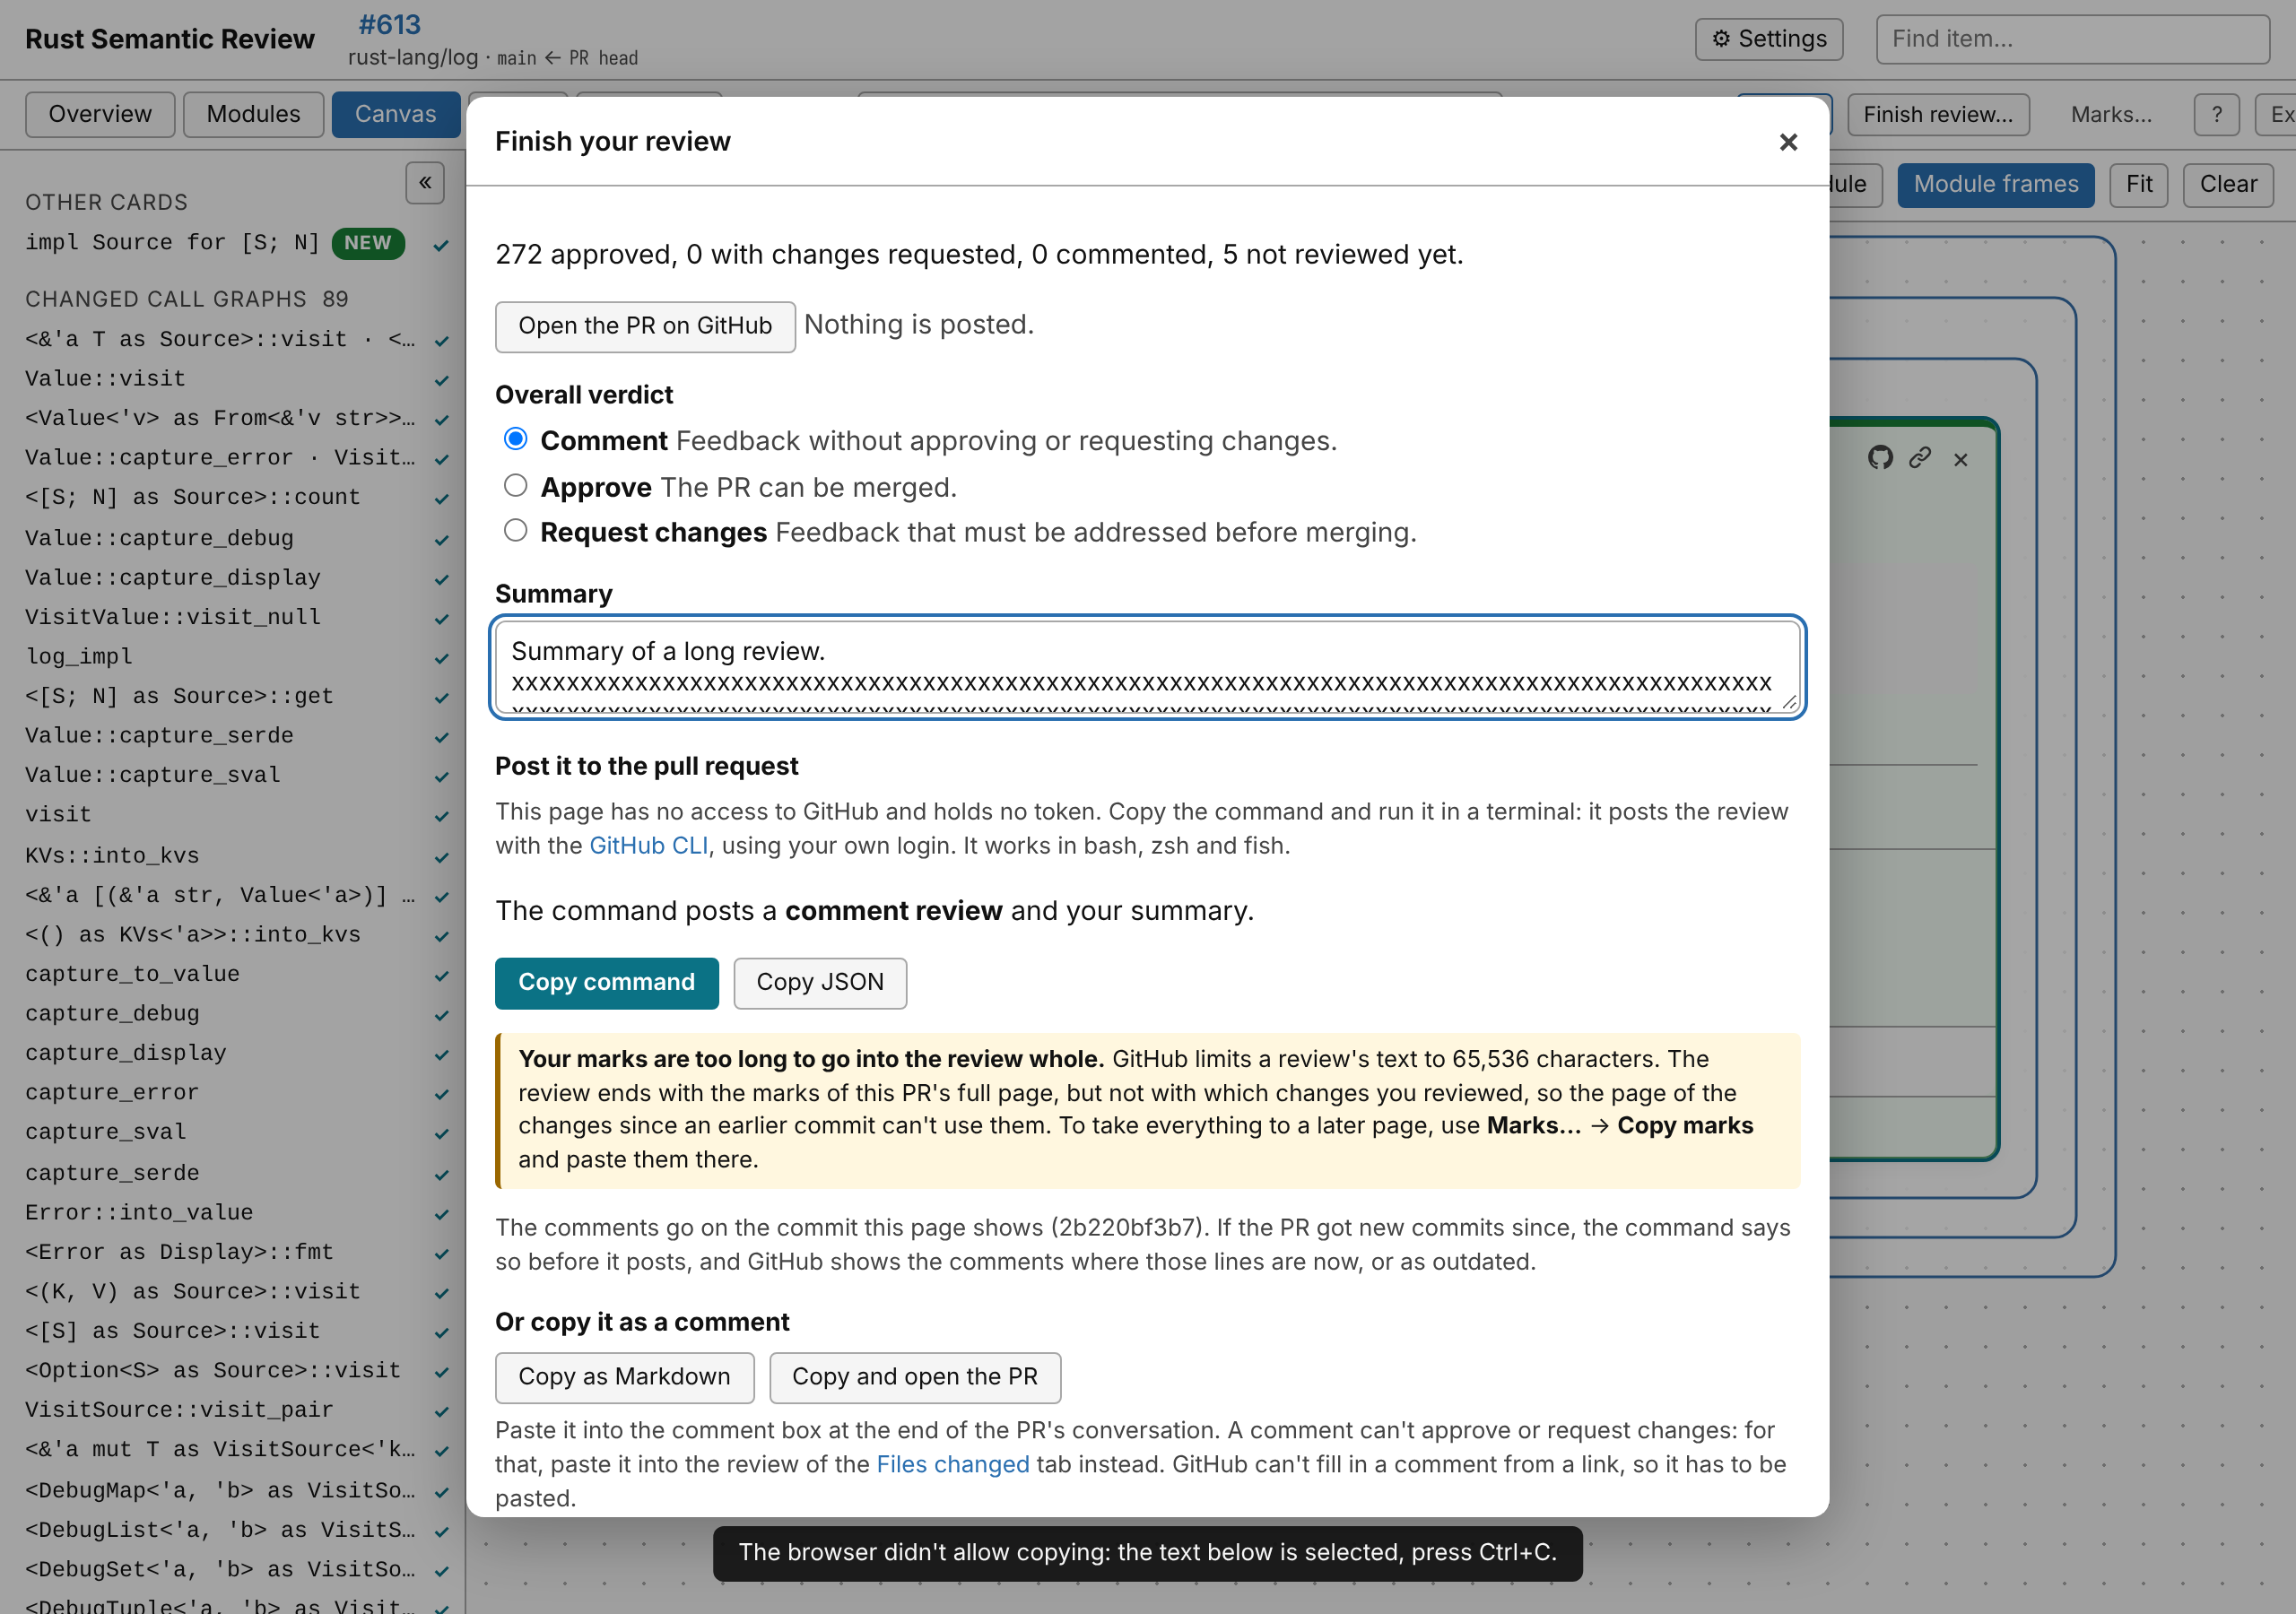 Rust Semantic Review
#613
rust-lang/log · main ← PR head
⚙ Settings
Find item...
Overview
Modules
Canvas
Finish review...
Marks...
?
Ex
«
dule
Module frames
Fit
Clear
OTHER CARDS
impl Source for [S; N] NEW
CHANGED CALL GRAPHS 89
<&'a T as Source>::visit · <…
Value::visit
<Value<'v> as From<&'v str>>…
Value::capture_error · Visit…
<[S; N] as Source>::count
Value::capture_debug
Value::capture_display
VisitValue::visit_null
log_impl
<[S; N] as Source>::get
Value::capture_serde
Value::capture_sval
visit
KVs::into_kvs
<&'a [(&'a str, Value<'a>)] …
<() as KVs<'a>>::into_kvs
capture_to_value
capture_debug
capture_display
capture_error
capture_sval
capture_serde
Error::into_value
<Error as Display>::fmt
<(K, V) as Source>::visit
<[S] as Source>::visit
<Option<S> as Source>::visit
VisitSource::visit_pair
<&'a mut T as VisitSource<'k…
<DebugMap<'a, 'b> as VisitSo…
<DebugList<'a, 'b> as VisitS…
<DebugSet<'a, 'b> as VisitSo…
<DebugTuple<'a, 'b> as Visit…
Finish your review
×
272 approved, 0 with changes requested, 0 commented, 5 not reviewed yet.
Open the PR on GitHub Nothing is posted.
Overall verdict
Comment Feedback without approving or requesting changes.
Approve The PR can be merged.
Request changes Feedback that must be addressed before merging.
Summary
Summary of a long review.
Post it to the pull request
This page has no access to GitHub and holds no token. Copy the command and run it in a terminal: it posts the review
with the GitHub CLI, using your own login. It works in bash, zsh and fish.
The command posts a comment review and your summary.
Copy command
Copy JSON
Your marks are too long to go into the review whole. GitHub limits a review's text to 65,536 characters. The
review ends with the marks of this PR's full page, but not with which changes you reviewed, so the page of the
changes since an earlier commit can't use them. To take everything to a later page, use Marks... → Copy marks
and paste them there.
The comments go on the commit this page shows (2b220bf3b7). If the PR got new commits since, the command says
so before it posts, and GitHub shows the comments where those lines are now, or as outdated.
Or copy it as a comment
Copy as Markdown
Copy and open the PR
Paste it into the comment box at the end of the PR's conversation. A comment can't approve or request changes: for
that, paste it into the review of the Files changed tab instead. GitHub can't fill in a comment from a link, so it has to be
pasted.
The browser didn't allow copying: the text below is selected, press Ctrl+C.